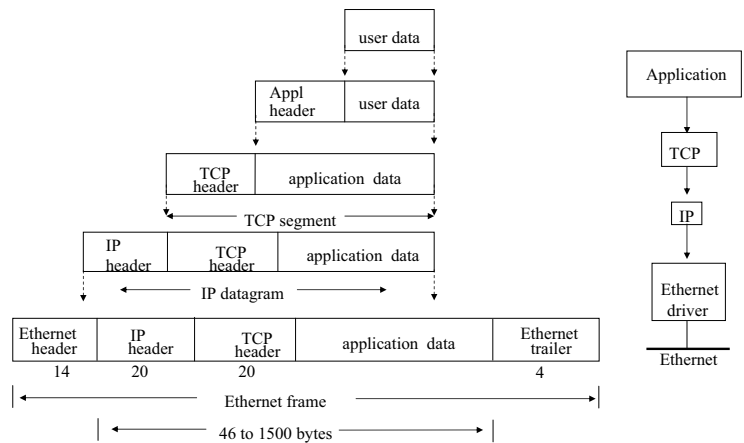 user data
Appl header
user data
TCP header
application data
TCP segment
IP header
TCP header
application data
IP datagram
Ethernet header
IP header
TCP header
application data
Ethernet trailer
14
20
20
4
Ethernet frame
46 to 1500 bytes
Application
TCP
IP
Ethernet driver
Ethernet